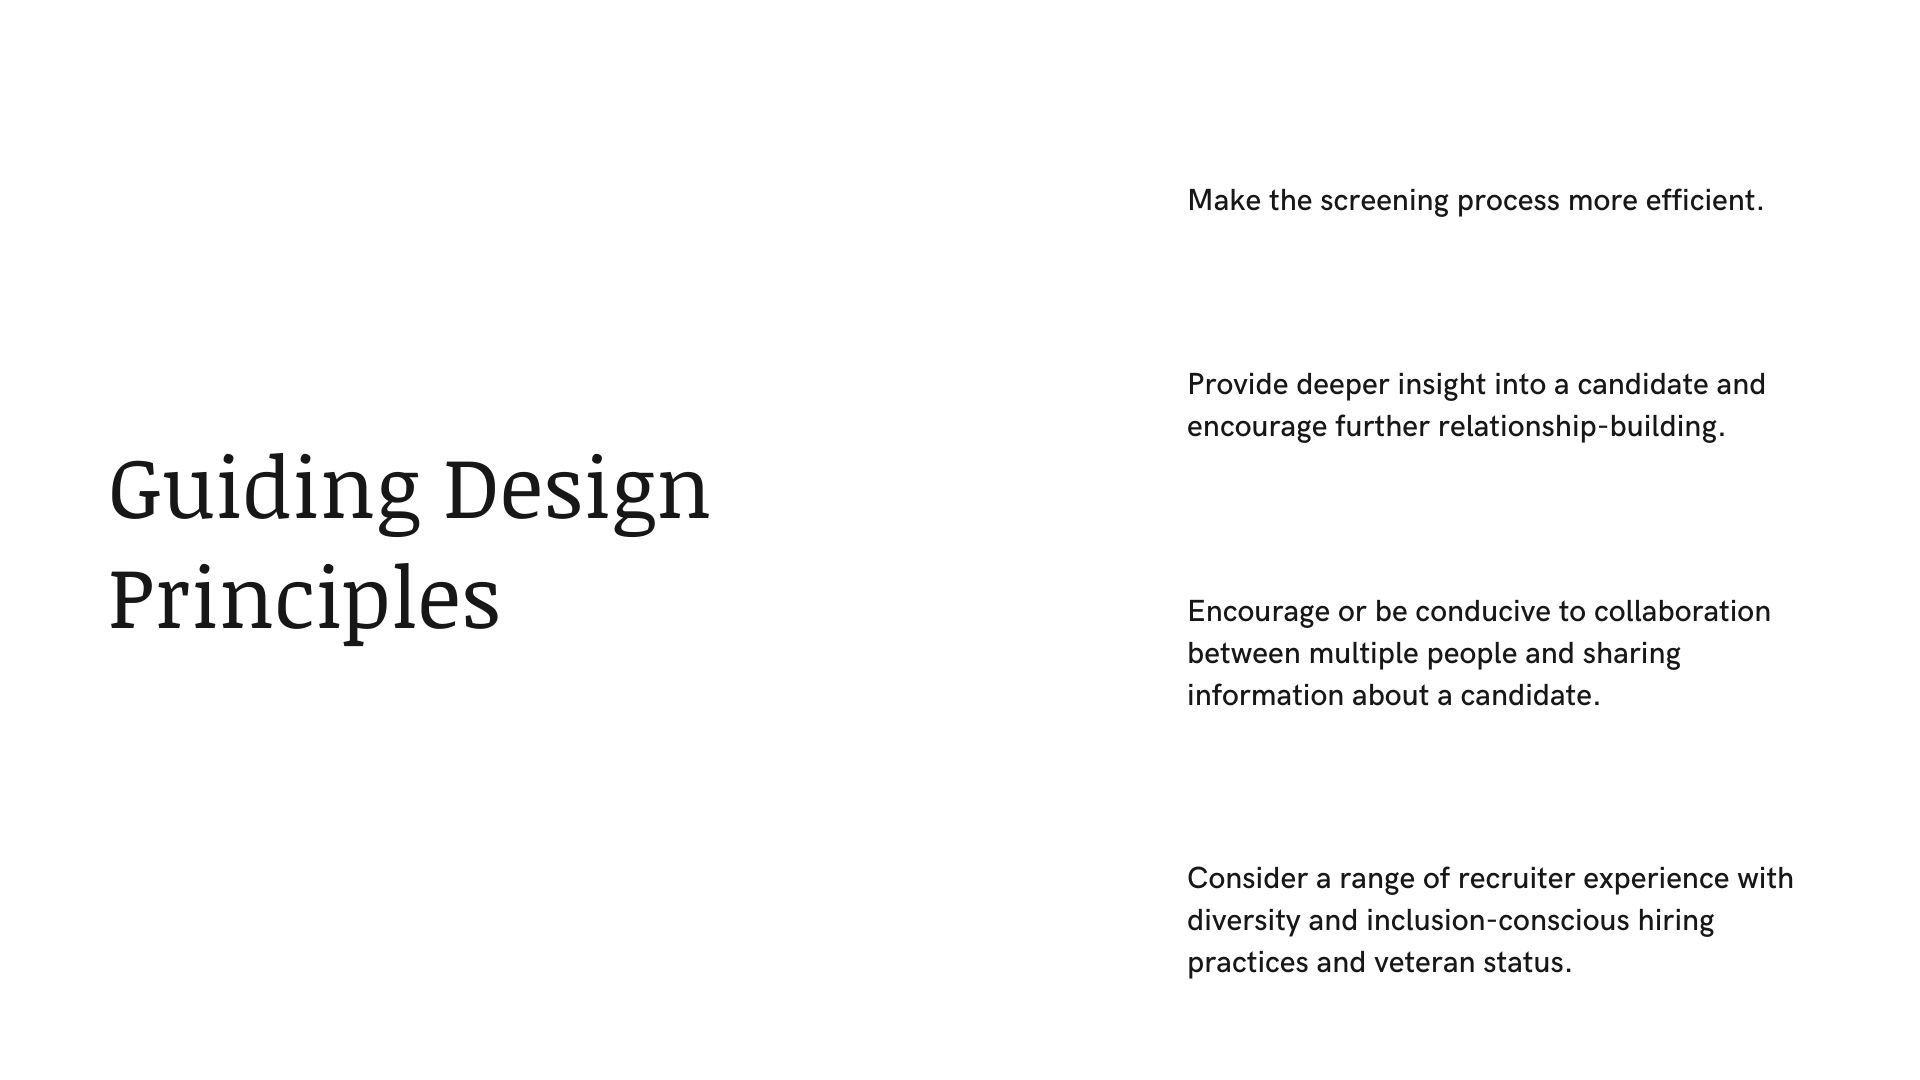 Guiding Design
Principles
Make the screening process more efficient.
Provide deeper insight into a candidate and
encourage further relationship-building.
Encourage or be conducive to collaboration
between multiple people and sharing
information about a candidate.
Consider a range of recruiter experience with
diversity and inclusion-conscious hiring
practices and veteran status.